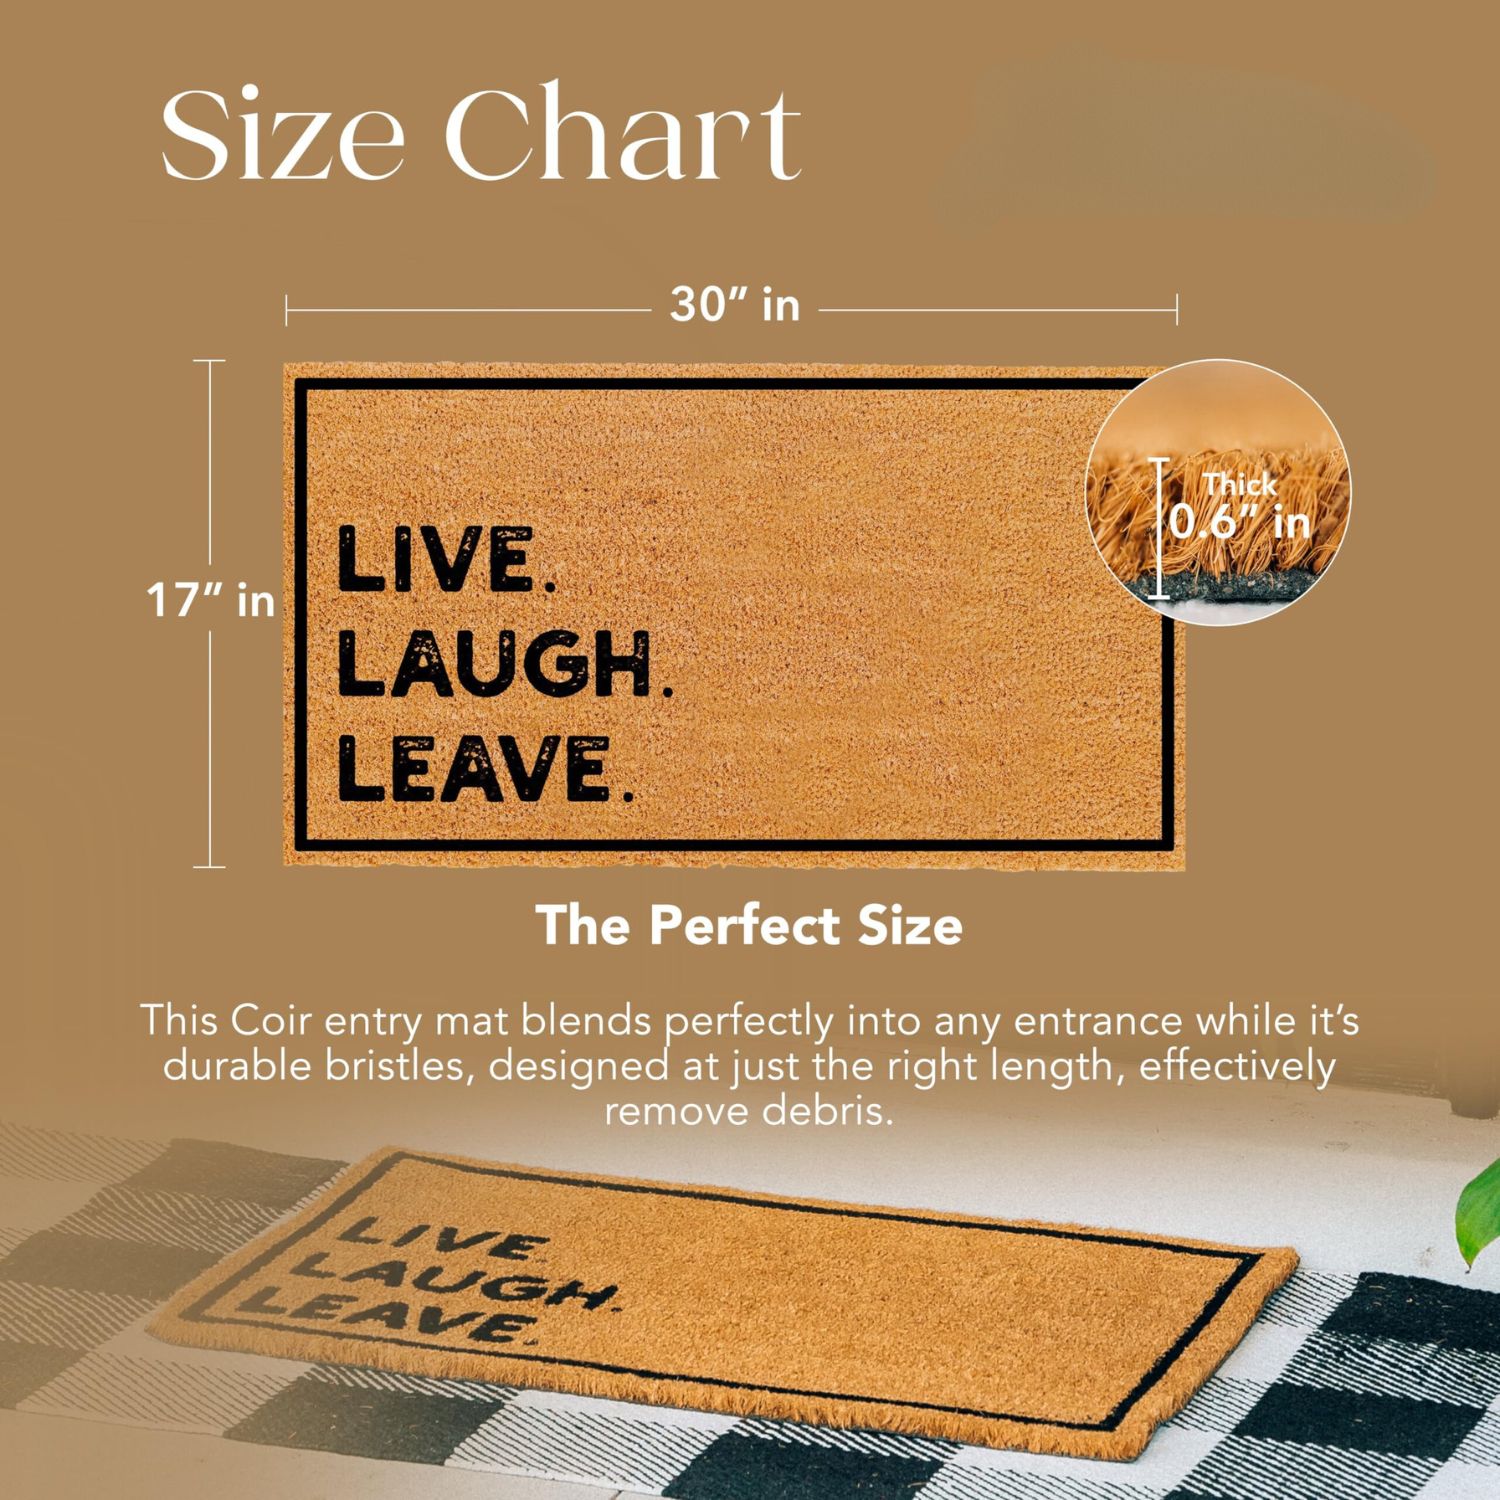 Size Chart
30” in
17” in
Thick
0.6” in
LIVE.
LAUGH.
LEAVE.
The Perfect Size
This Coir entry mat blends perfectly into any entrance while it’s
durable bristles, designed at just the right length, effectively
remove debris.
LIVE.
LAUGH.
LEAVE.